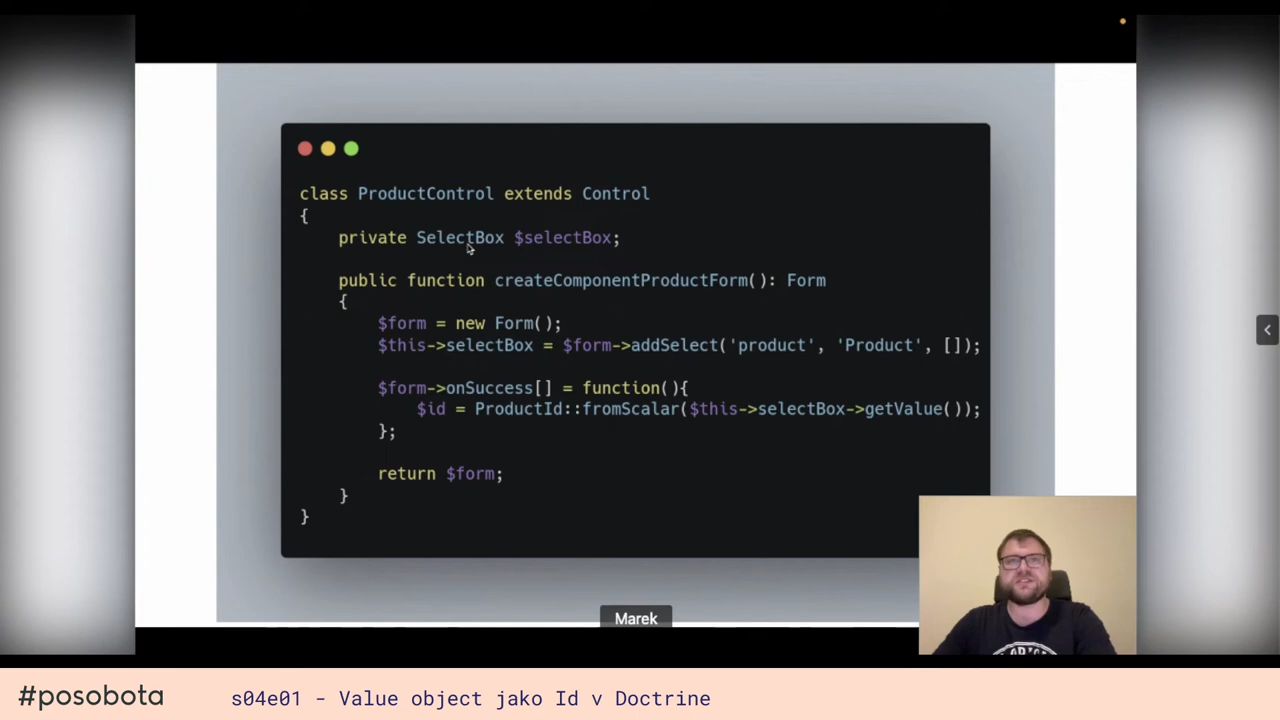 class ProductControl extends Control
{
private SelectBox $selectBox;
public function createComponentProductForm(): Form
{
$form = new Form();
$this->selectBox = $form->addSelect('product', 'Product', []);
$form->onSuccess[] = function(){
$id = ProductId::fromScalar($this->selectBox->getValue());
};
return $form;
}
}
Marek
#posobota
s04e01 - Value object jako Id v Doctrine